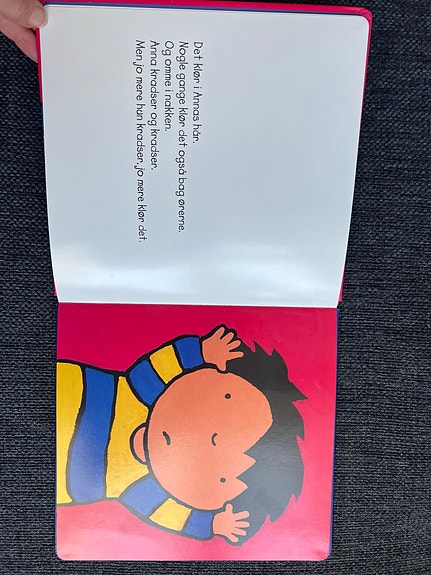 Det klør i Annas hår.
Nogle gange klør det også bag ørerne.
Og omme i nakken.
Anna kradser og kradser.
Men jo mere hun kradser, jo mere klør det.